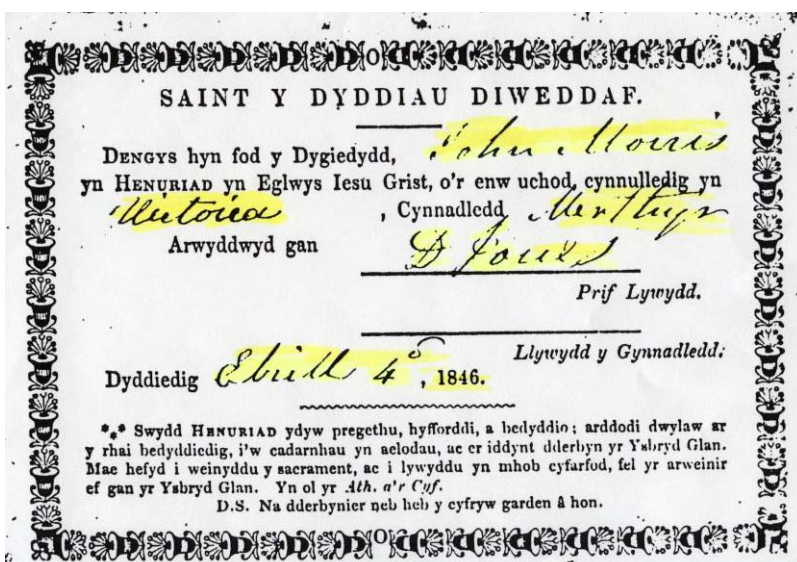 SAINT Y DYDDIAU DIWEDDAF.
DENGYS hyn fod y Dygiedydd, John Morris
yn HENURIAD yn Eglwys Iesu Grist, o'r enw uchod, cynnulledig yn
Victoria , Cynnadledd Merthyr
Arwyddwyd gan D Jones
Prif Lywydd.
Llywydd y Gynnadledd:
Dyddiedig Ebrill 4, 1846.
*** Swydd HENURIAD ydyw pregethu, hyfforddi, a bedyddio; arddodi dwylaw ar
y rhai bedyddiedig, i'w cadarnhau yn aelodau, ac er iddynt dderbyn yr Ysbryd Glan.
Mae hefyd i weinyddu y sacrament, ac i lywyddu yn mhob cyfarfod, fel yr arweinir
ef gan yr Ysbryd Glan. Yn ol yr Ath. a'r Cyf.
D.S. Na dderbynier neb heb y cyfryw garden â hon.